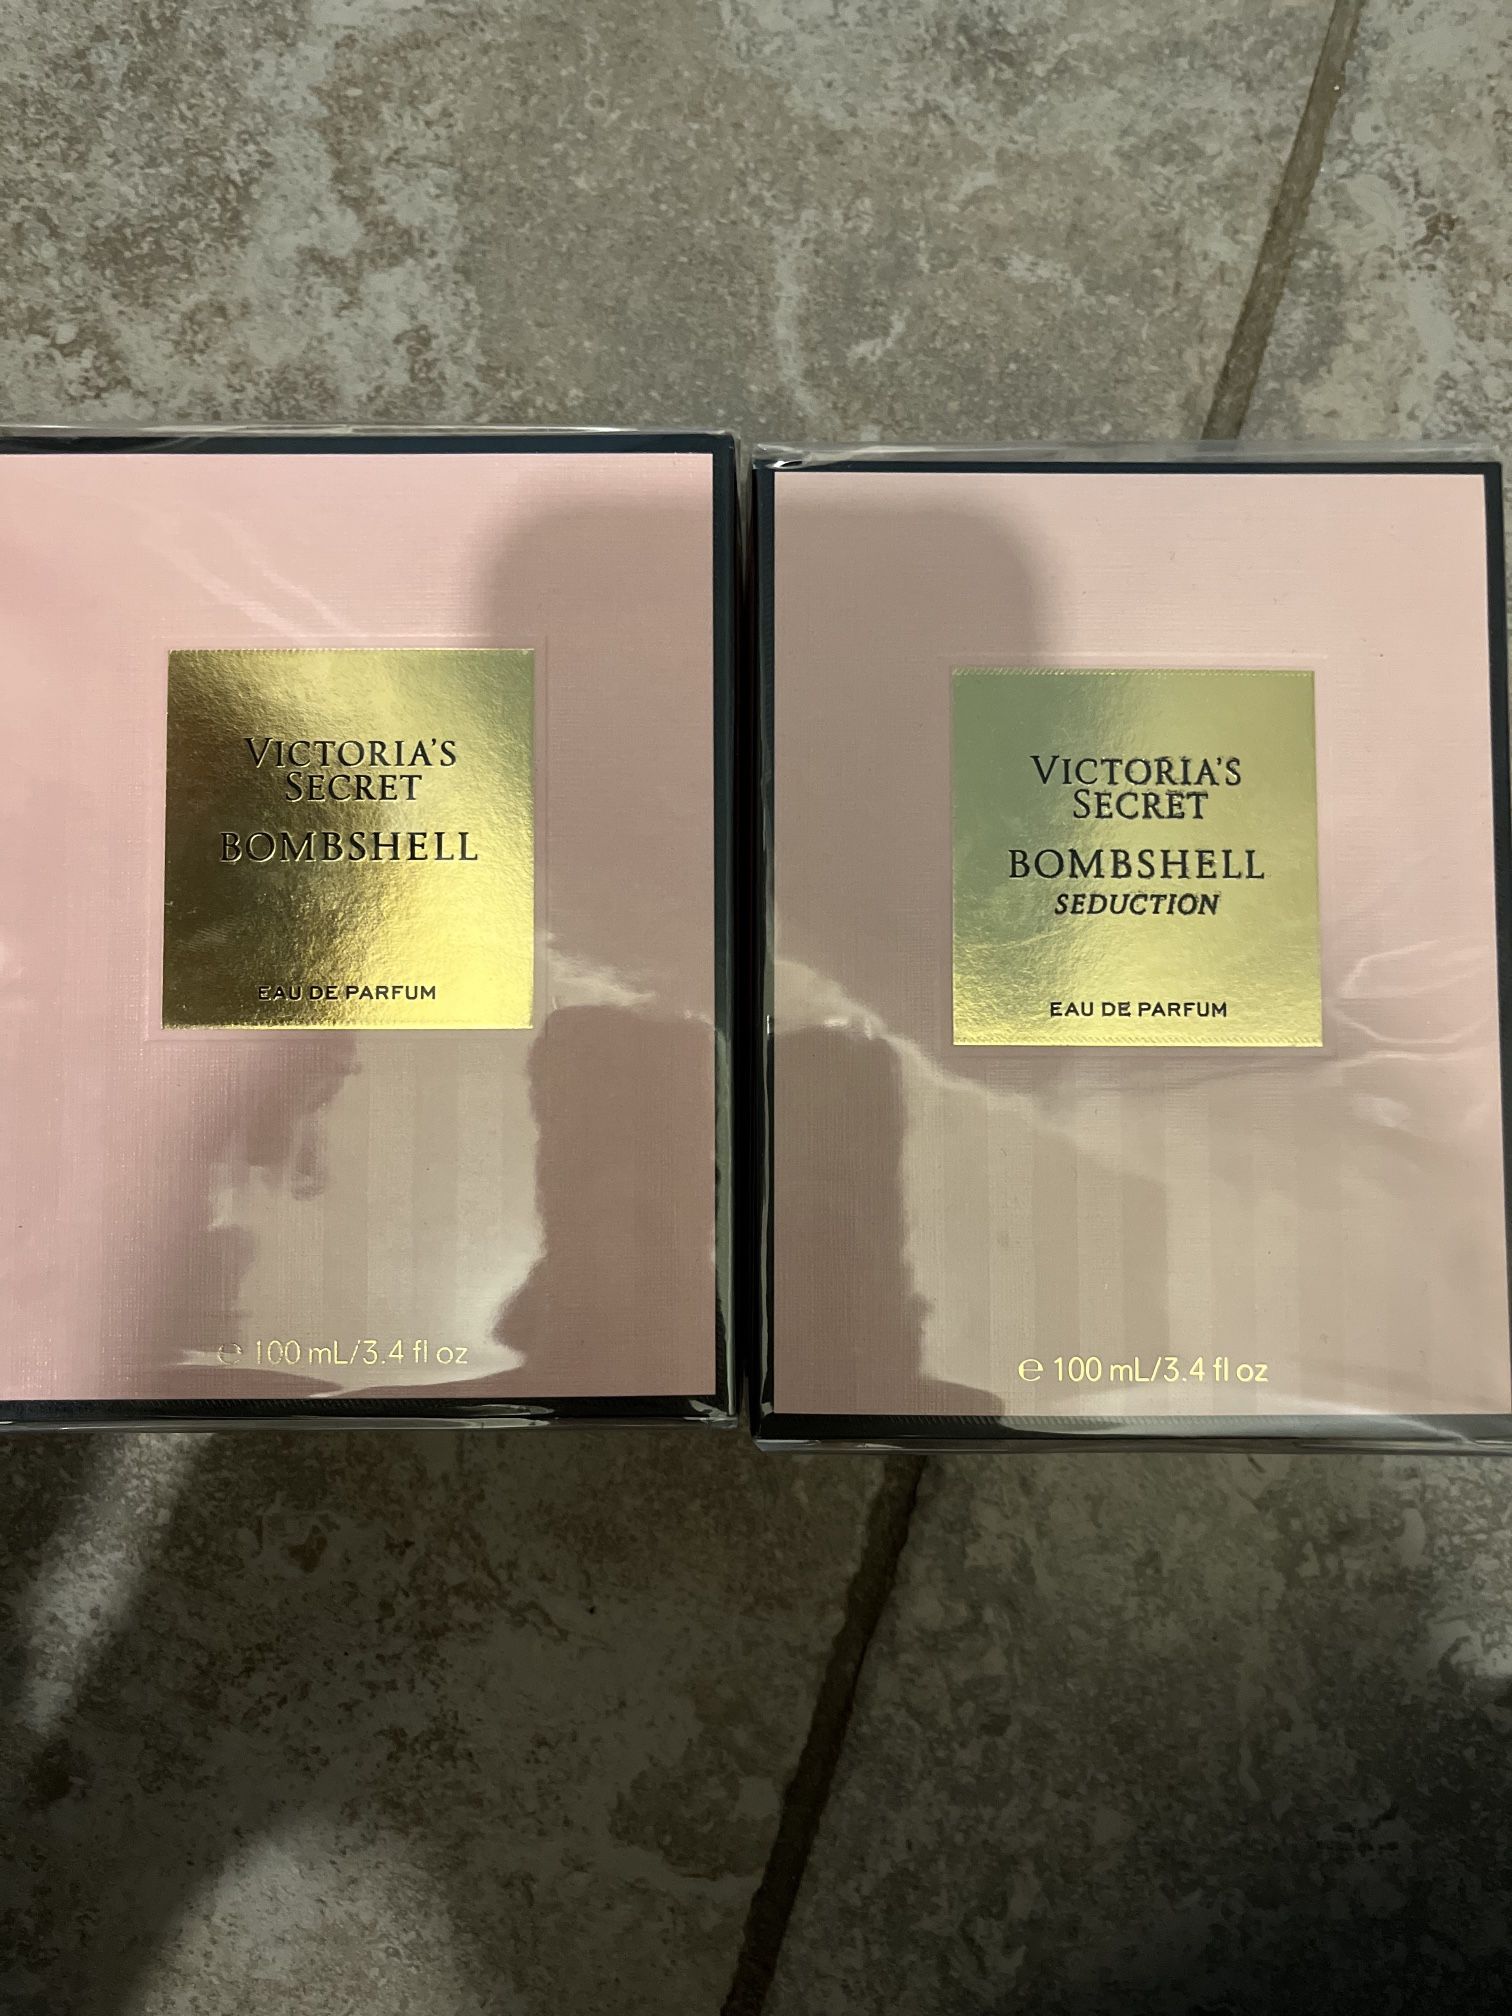 VICTORIA'S
SECRET
BOMBSHELL
EAU DE PARFUM
℮ 100 mL/3.4 fl oz
VICTORIA'S
SECRET
BOMBSHELL
SEDUCTION
EAU DE PARFUM
℮ 100 mL/3.4 fl oz